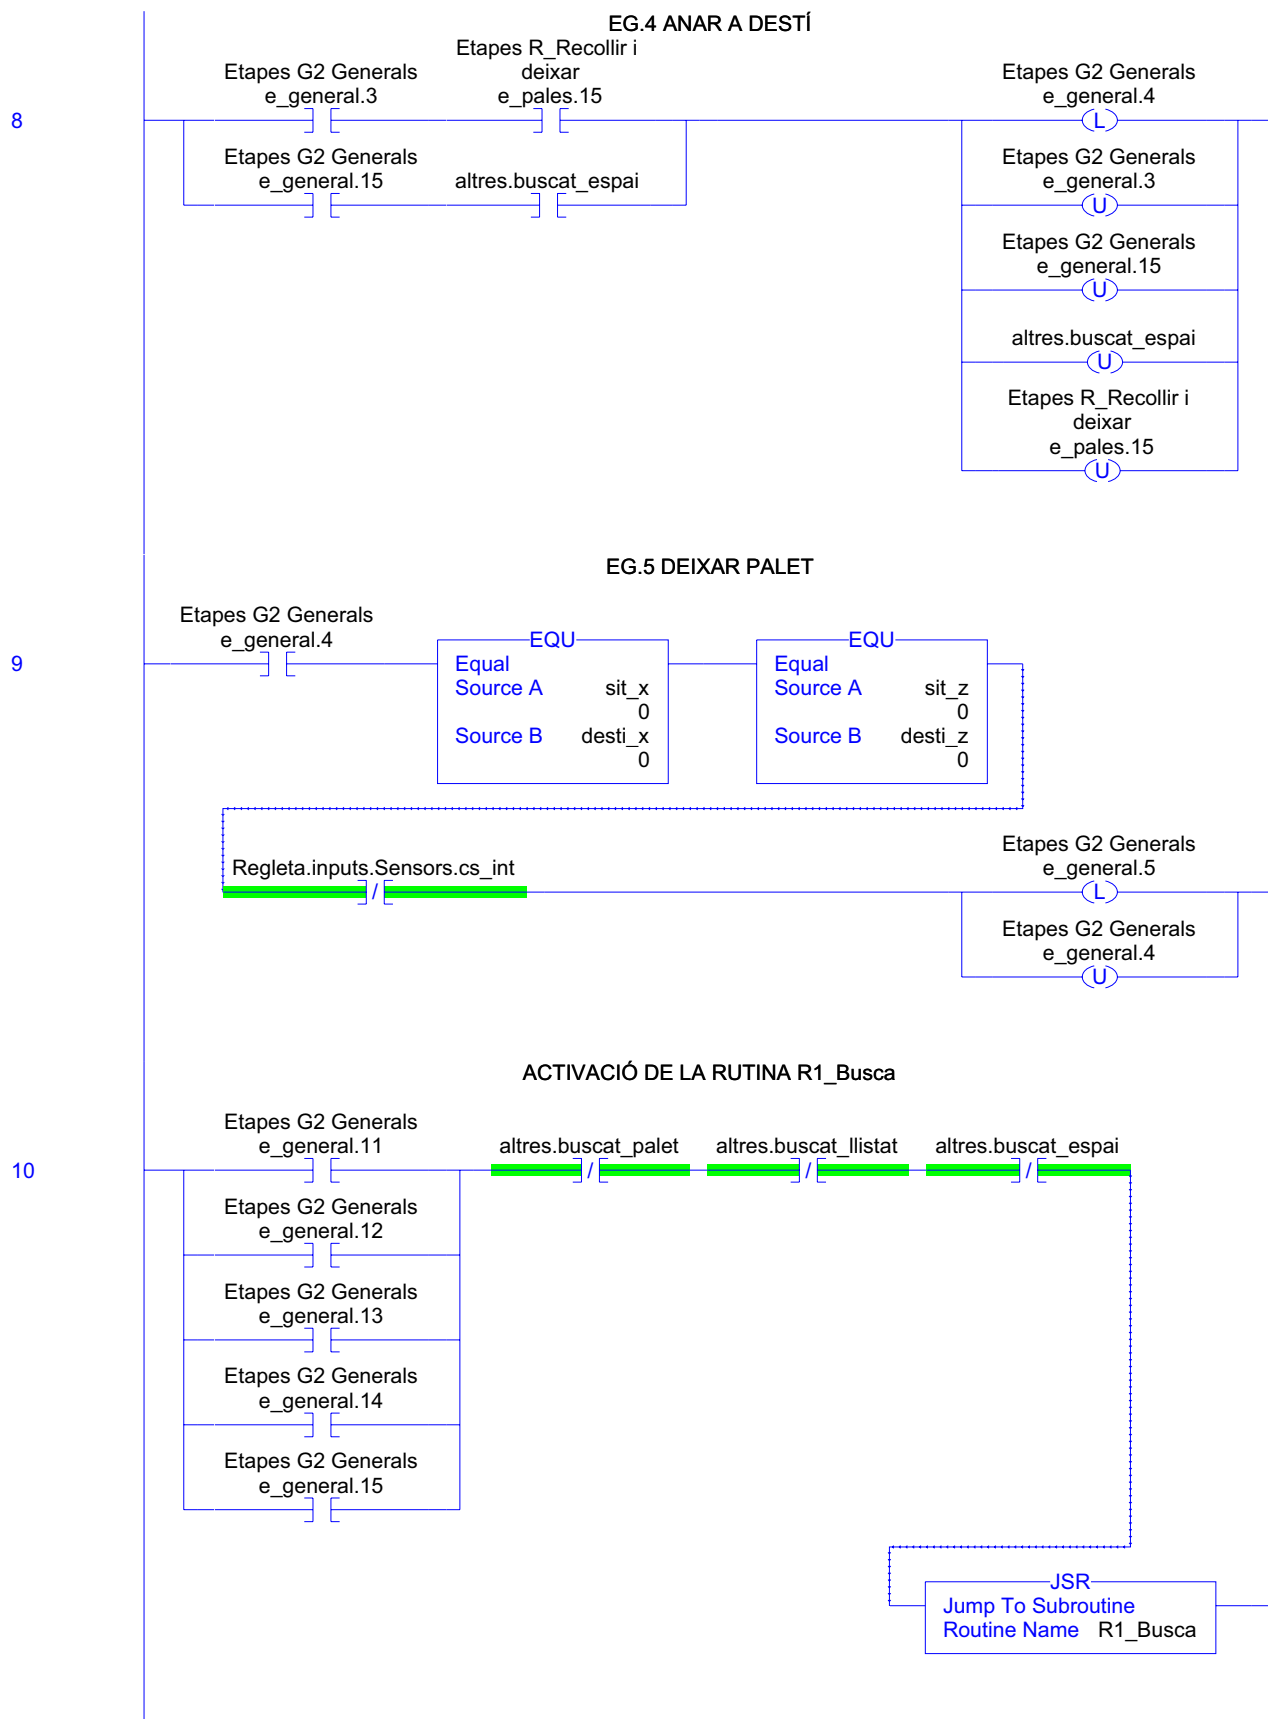 EG.4 ANAR A DESTÍ
8
Etapes G2 Generals
e_general.3
Etapes R_Recollir i
deixar
e_pales.15
Etapes G2 Generals
e_general.4
L
Etapes G2 Generals
e_general.15
altres.buscat_espai
Etapes G2 Generals
e_general.3
U
Etapes G2 Generals
e_general.15
U
altres.buscat_espai
U
Etapes R_Recollir i
deixar
e_pales.15
U
EG.5 DEIXAR PALET
9
Etapes G2 Generals
e_general.4
EQU
Equal
Source A sit_x
0
Source B desti_x
0
EQU
Equal
Source A sit_z
0
Source B desti_z
0
Regleta.inputs.Sensors.cs_int
/
Etapes G2 Generals
e_general.5
L
Etapes G2 Generals
e_general.4
U
ACTIVACIÓ DE LA RUTINA R1_Busca
10
Etapes G2 Generals
e_general.11
altres.buscat_palet
/
altres.buscat_llistat
/
altres.buscat_espai
/
Etapes G2 Generals
e_general.12
Etapes G2 Generals
e_general.13
Etapes G2 Generals
e_general.14
Etapes G2 Generals
e_general.15
JSR
Jump To Subroutine
Routine Name R1_Busca